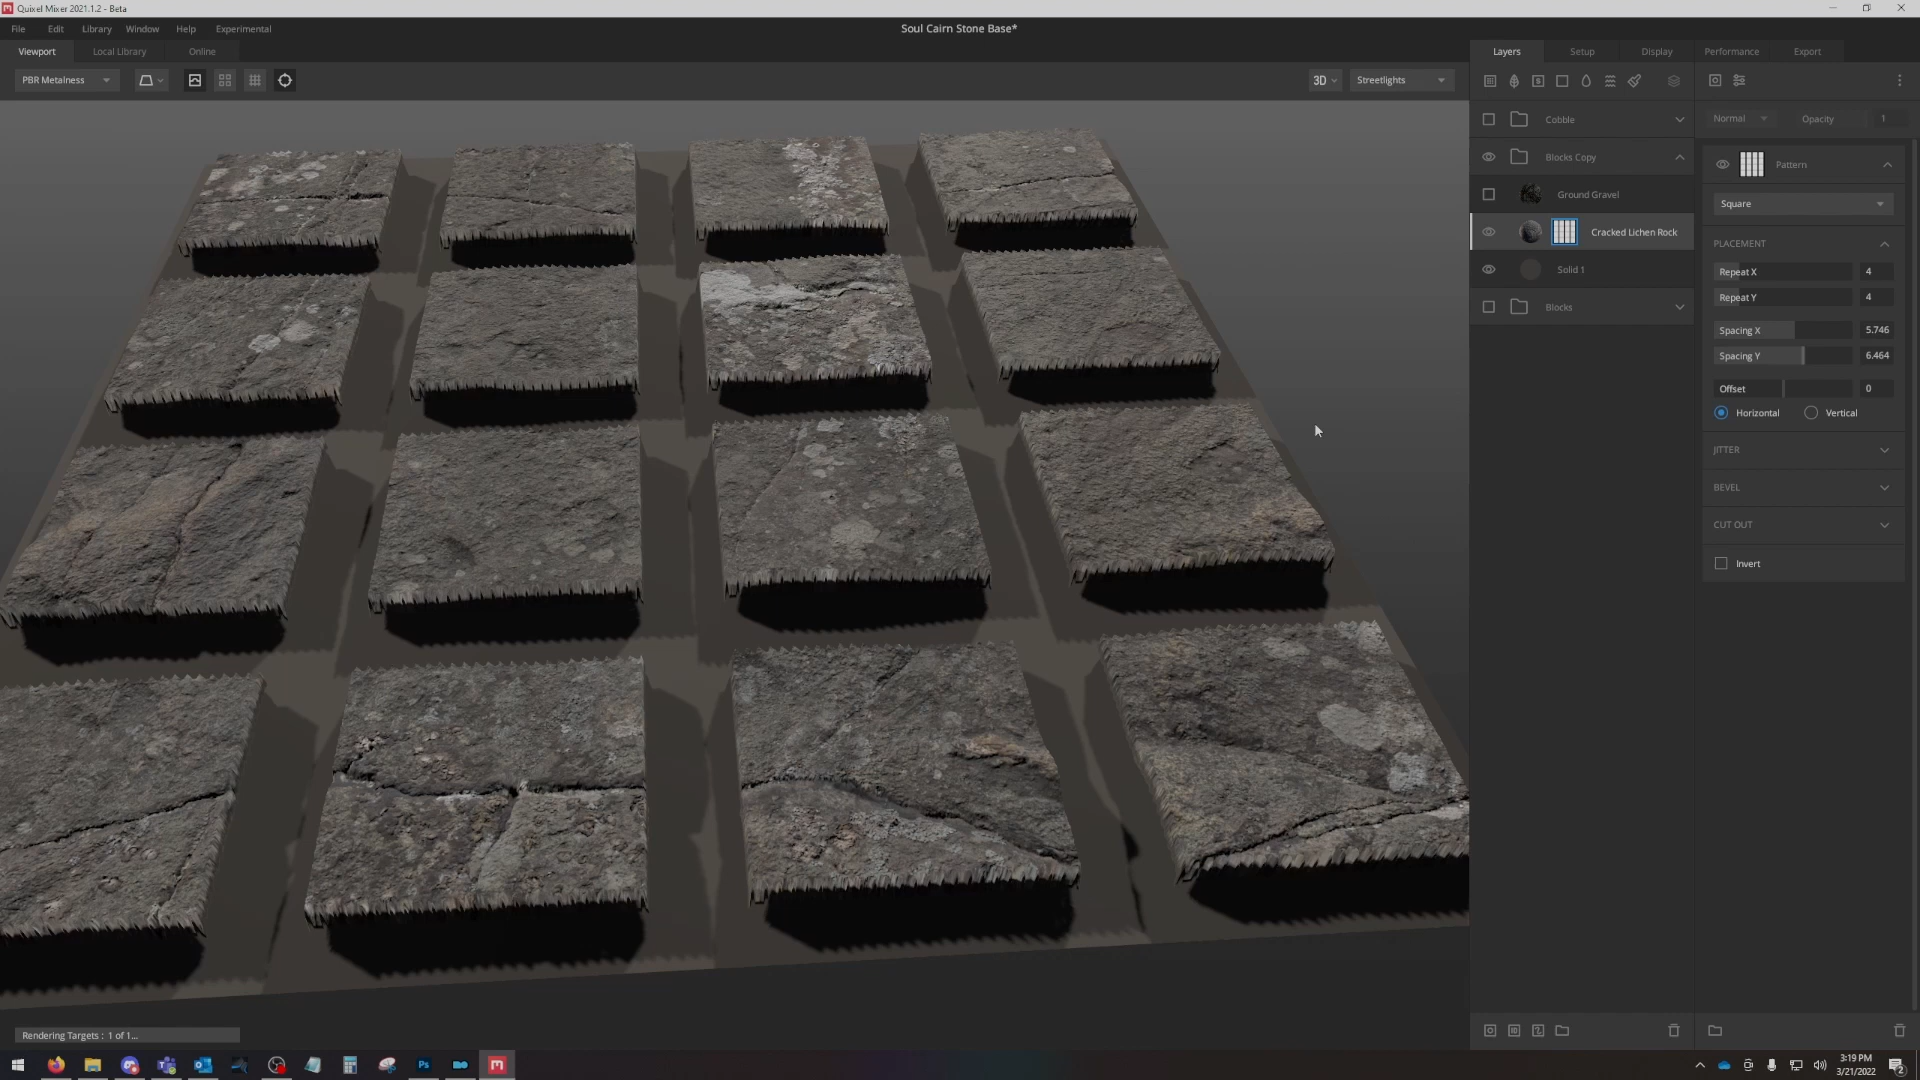 Quixel Mixer 2021.1.2 - Beta
File Edit Library Window Help Experimental
Soul Cairn Stone Base*
Viewport Local Library Online
Layers Setup Display Performance Export
PBR Metalness
3D Streetlights
Cobble
Normal Opacity 1
Blocks Copy
Pattern
Ground Gravel
Square
Cracked Lichen Rock
PLACEMENT
Solid 1
Repeat X 4
Repeat Y 4
Blocks
Spacing X 5.746
Spacing Y 6.464
Offset 0
Horizontal Vertical
JITTER
BEVEL
CUT OUT
Invert
Rendering Targets : 1 of 1...
Ps
3:19 PM
3/21/2022
2